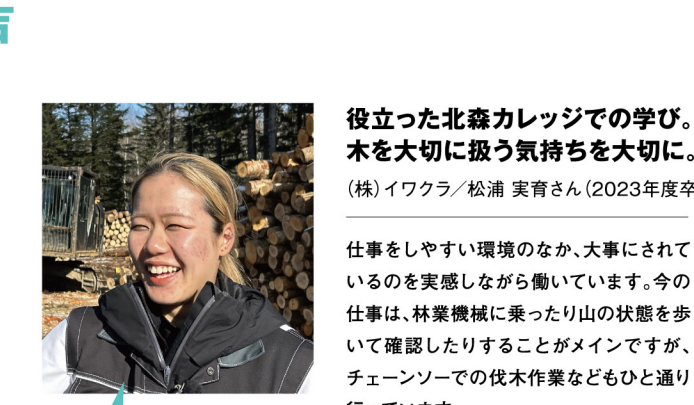 役立った北森カレッジでの学び。
木を大切に扱う気持ちを大切に。
（株）イワクラ／松浦 実育さん（2023年度卒
仕事をしやすい環境のなか、大事にされて
いるのを実感しながら働いています。今の
仕事は、林業機械に乗ったり山の状態を歩
いて確認したりすることがメインですが、
チェーンソーでの伐木作業などもひと通り
行っています